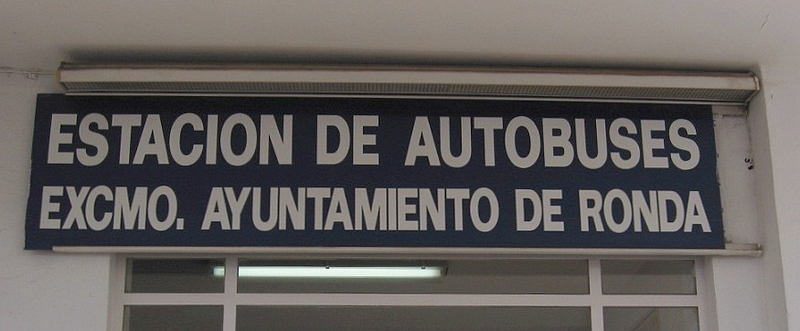 ESTACION DE AUTOBUSES
EXCMO. AYUNTAMIENTO DE RONDA